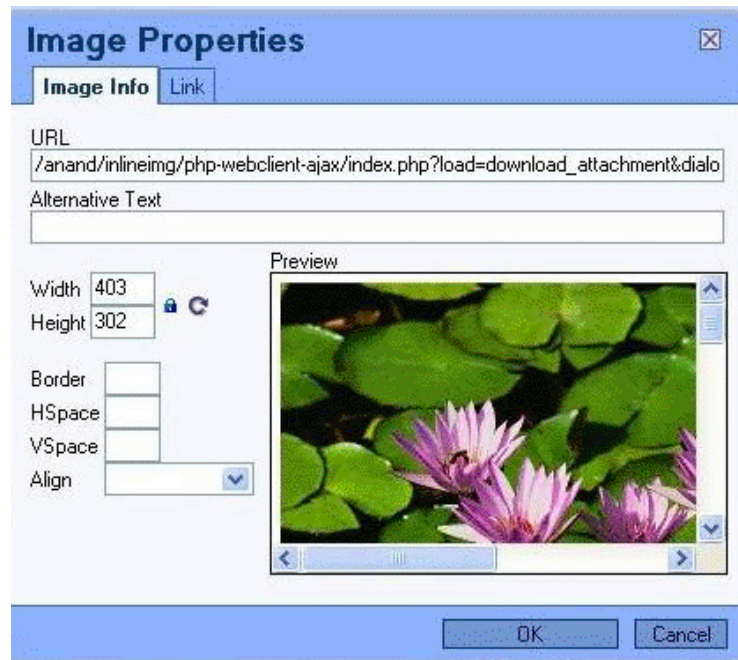 Image Properties
Image Info Link
URL
/anand/inlineimg/php-webclient-ajax/index.php?load=download_attachment&dialo
Alternative Text
Preview
Width 403
Height 302
Border
HSpace
VSpace
Align
OK Cancel